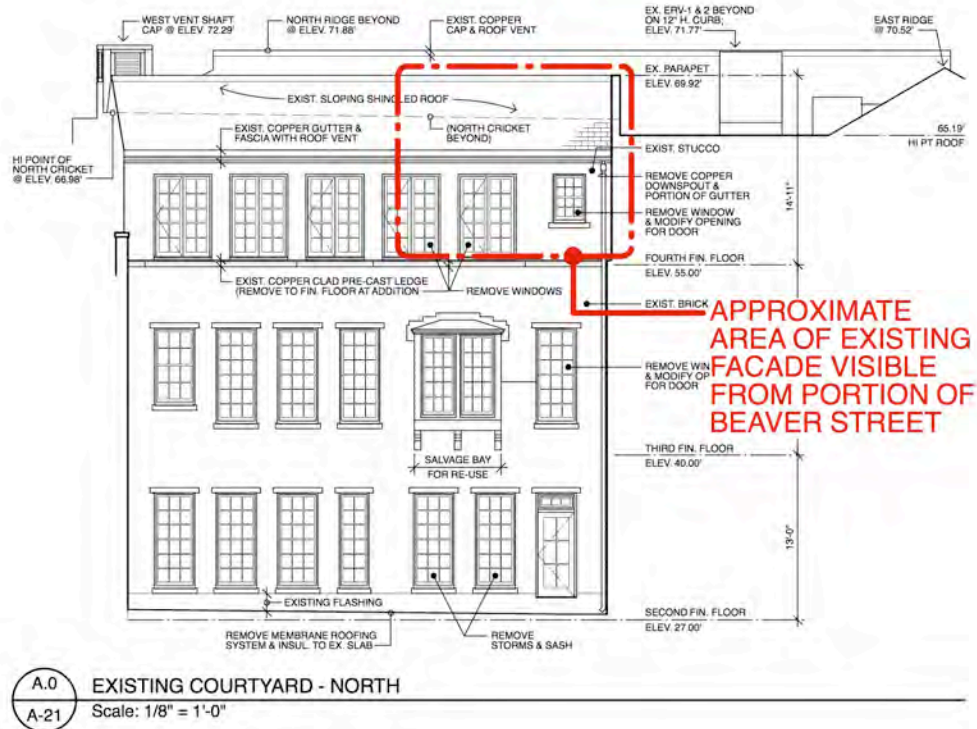 WEST VENT SHAFT
CAP @ ELEV. 72.29'
NORTH RIDGE BEYOND
@ ELEV. 71.88'
EXIST. COPPER
CAP & ROOF VENT
EX. ERV-1 & 2 BEYOND
ON 12" H. CURB;
ELEV. 71.77'
EAST RIDGE
@ 70.52'
EX. PARAPET
ELEV. 69.92'
EXIST. SLOPING SHINGLED ROOF
(NORTH CRICKET
BEYOND)
EXIST. COPPER GUTTER &
FASCIA WITH ROOF VENT
65.19'
HI PT ROOF
HI POINT OF
NORTH CRICKET
@ ELEV. 66.98'
EXIST. STUCCO
REMOVE COPPER
DOWNSPOUT &
PORTION OF GUTTER
14'-11"
REMOVE WINDOW
& MODIFY OPENING
FOR DOOR
FOURTH FIN. FLOOR
ELEV. 55.00'
EXIST. COPPER CLAD PRE-CAST LEDGE
(REMOVE TO FIN. FLOOR AT ADDITION
REMOVE WINDOWS
EXIST. BRICK
APPROXIMATE
AREA OF EXISTING
FACADE VISIBLE
FROM PORTION OF
BEAVER STREET
REMOVE WIN
& MODIFY OP
FOR DOOR
THIRD FIN. FLOOR
ELEV. 40.00'
SALVAGE BAY
FOR RE-USE
13'-0"
EXISTING FLASHING
SECOND FIN. FLOOR
ELEV. 27.00'
REMOVE MEMBRANE ROOFING
SYSTEM & INSUL. TO EX. SLAB
REMOVE
STORMS & SASH
A.0
A-21
EXISTING COURTYARD - NORTH
Scale: 1/8" = 1'-0"